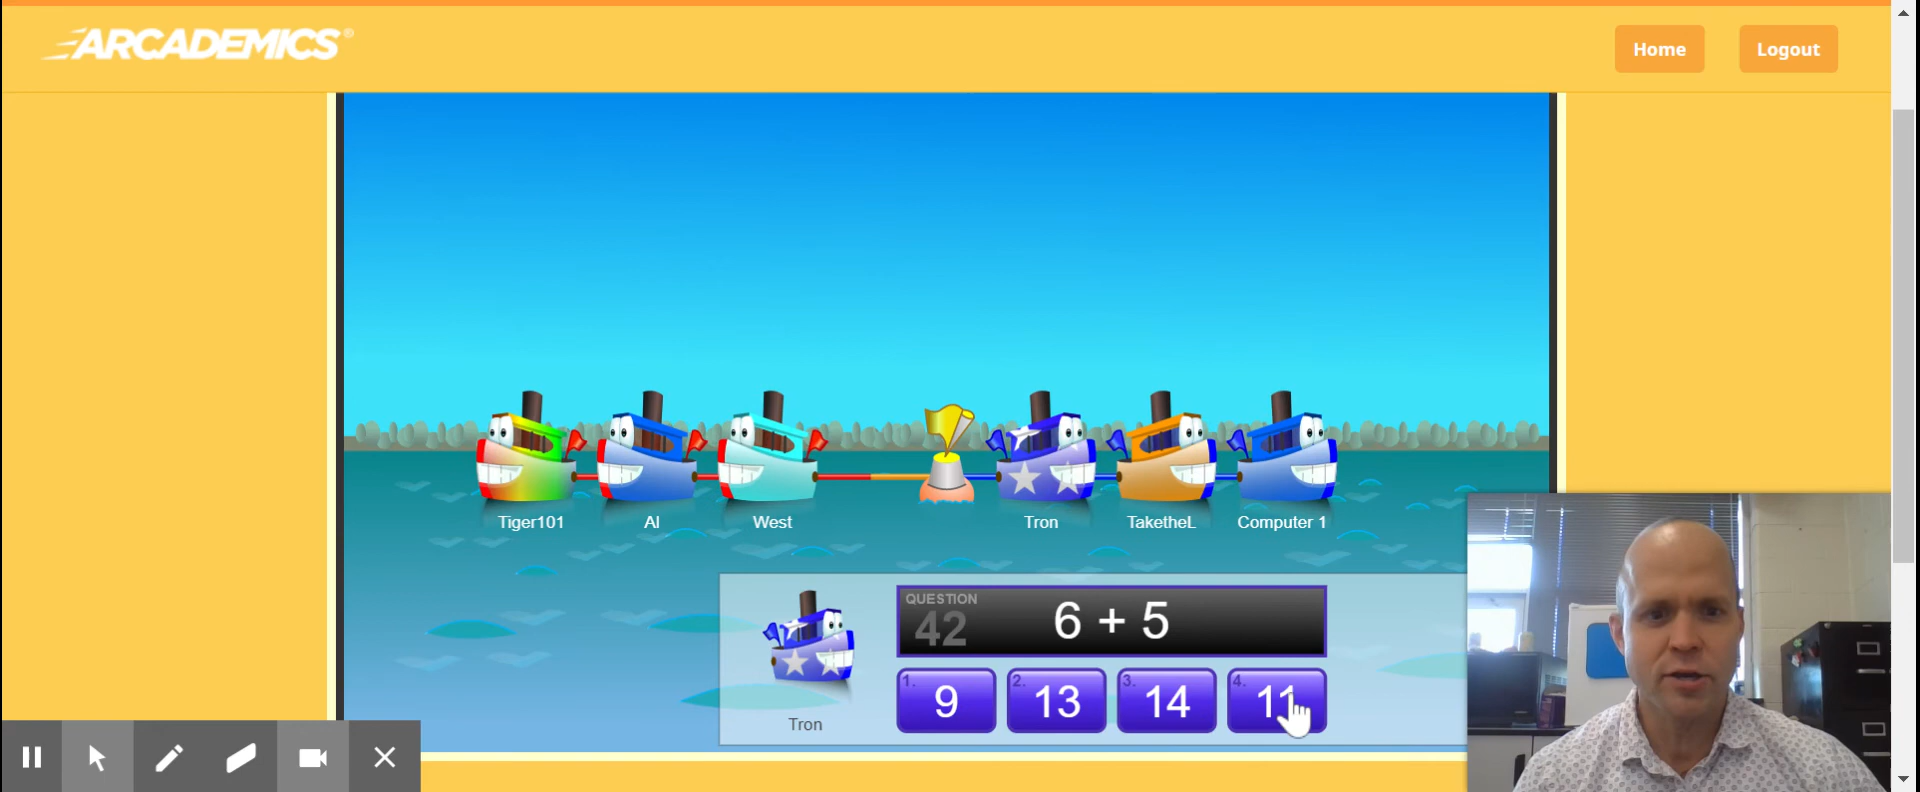 ARCADEMICS®
Home
Logout
Tiger101
Al
West
Tron
TaketheL
Computer 1
QUESTION
42
6 + 5
1. 9
2. 13
3. 14
4. 11
Tron